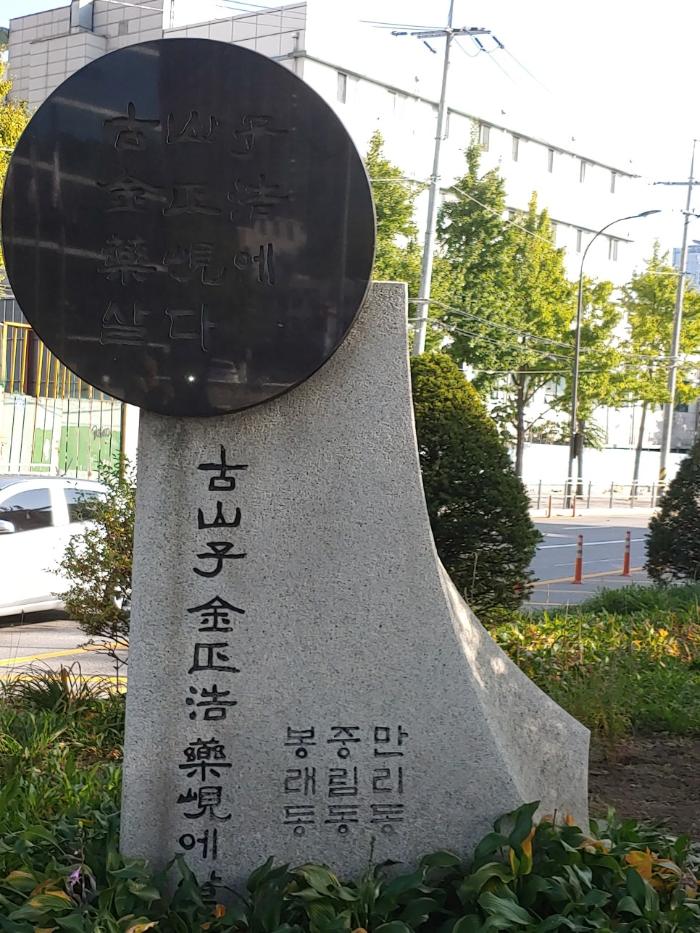 古山子
金正浩
藥峴에
살다
古山子 金正浩 藥峴에 살
만리동
중림동
봉래동